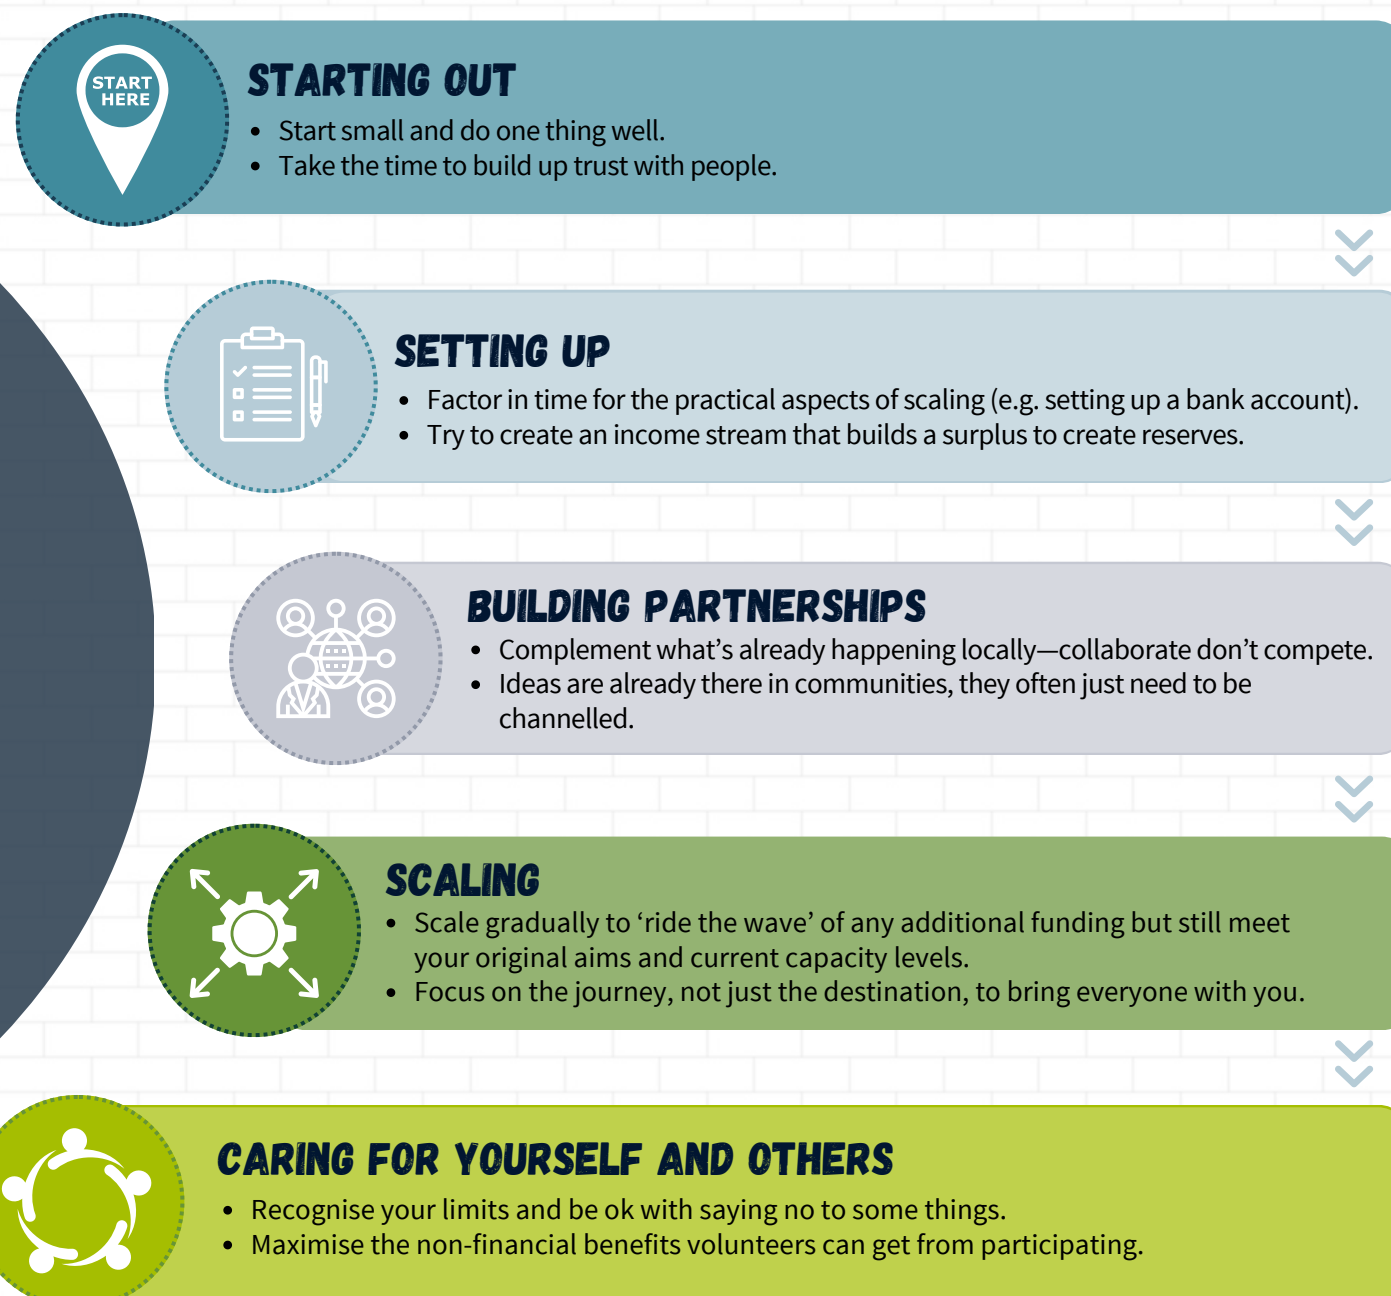 START
HERE
STARTING OUT
• Start small and do one thing well.
• Take the time to build up trust with people.
SETTING UP
• Factor in time for the practical aspects of scaling (e.g. setting up a bank account).
• Try to create an income stream that builds a surplus to create reserves.
BUILDING PARTNERSHIPS
• Complement what’s already happening locally—collaborate don’t compete.
• Ideas are already there in communities, they often just need to be
channelled.
SCALING
• Scale gradually to ‘ride the wave’ of any additional funding but still meet
your original aims and current capacity levels.
• Focus on the journey, not just the destination, to bring everyone with you.
CARING FOR YOURSELF AND OTHERS
• Recognise your limits and be ok with saying no to some things.
• Maximise the non-financial benefits volunteers can get from participating.